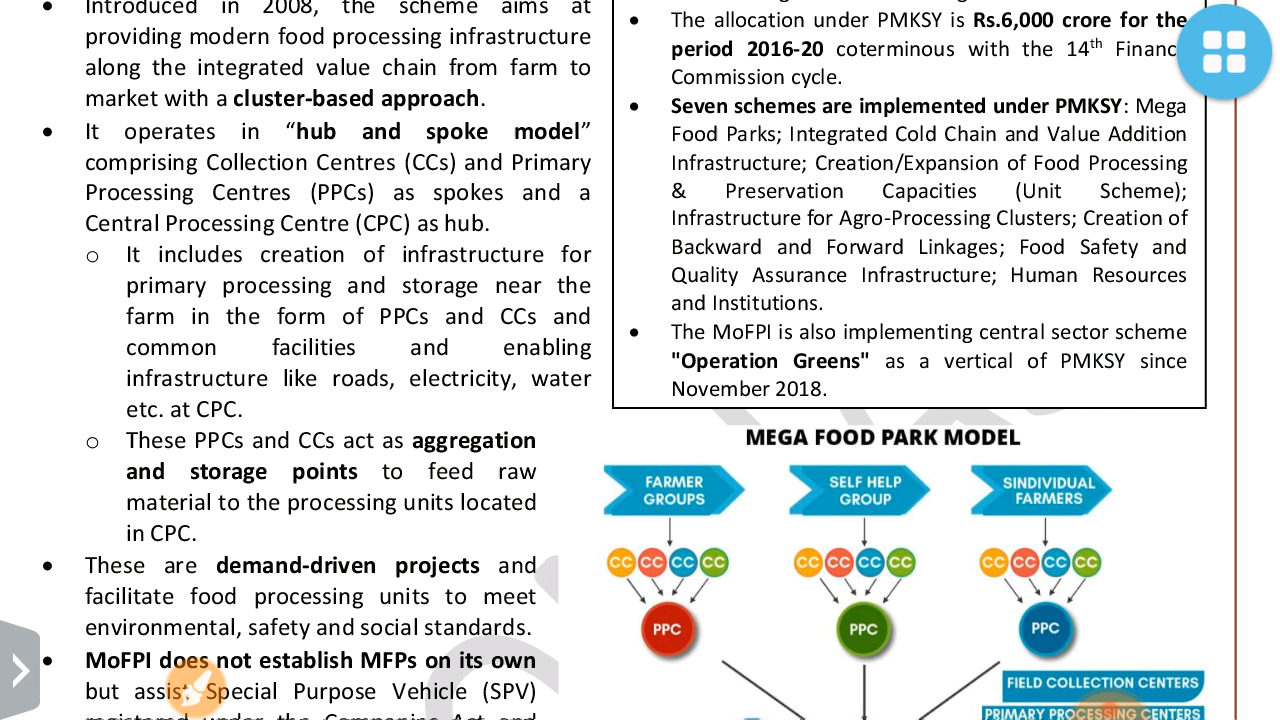 • Introduced in 2008, the scheme aims at
providing modern food processing infrastructure
along the integrated value chain from farm to
market with a cluster-based approach.
• It operates in “hub and spoke model”
comprising Collection Centres (CCs) and Primary
Processing Centres (PPCs) as spokes and a
Central Processing Centre (CPC) as hub.
o It includes creation of infrastructure for
primary processing and storage near the
farm in the form of PPCs and CCs and
common facilities and enabling
infrastructure like roads, electricity, water
etc. at CPC.
o These PPCs and CCs act as aggregation
and storage points to feed raw
material to the processing units located
in CPC.
• These are demand-driven projects and
facilitate food processing units to meet
environmental, safety and social standards.
• MoFPI does not establish MFPs on its own
but assist Special Purpose Vehicle (SPV)
registered under the Companies Act and
• The allocation under PMKSY is Rs.6,000 crore for the
period 2016-20 coterminous with the 14th Financ
Commission cycle.
• Seven schemes are implemented under PMKSY: Mega
Food Parks; Integrated Cold Chain and Value Addition
Infrastructure; Creation/Expansion of Food Processing
& Preservation Capacities (Unit Scheme);
Infrastructure for Agro-Processing Clusters; Creation of
Backward and Forward Linkages; Food Safety and
Quality Assurance Infrastructure; Human Resources
and Institutions.
• The MoFPI is also implementing central sector scheme
"Operation Greens" as a vertical of PMKSY since
November 2018.
MEGA FOOD PARK MODEL
FARMER GROUPS
SELF HELP GROUP
SINDIVIDUAL FARMERS
CC CC CC CC
CC CC CC CC
CC CC CC CC
PPC PPC PPC
FIELD COLLECTION CENTERS
PRIMARY PROCESSING CENTERS